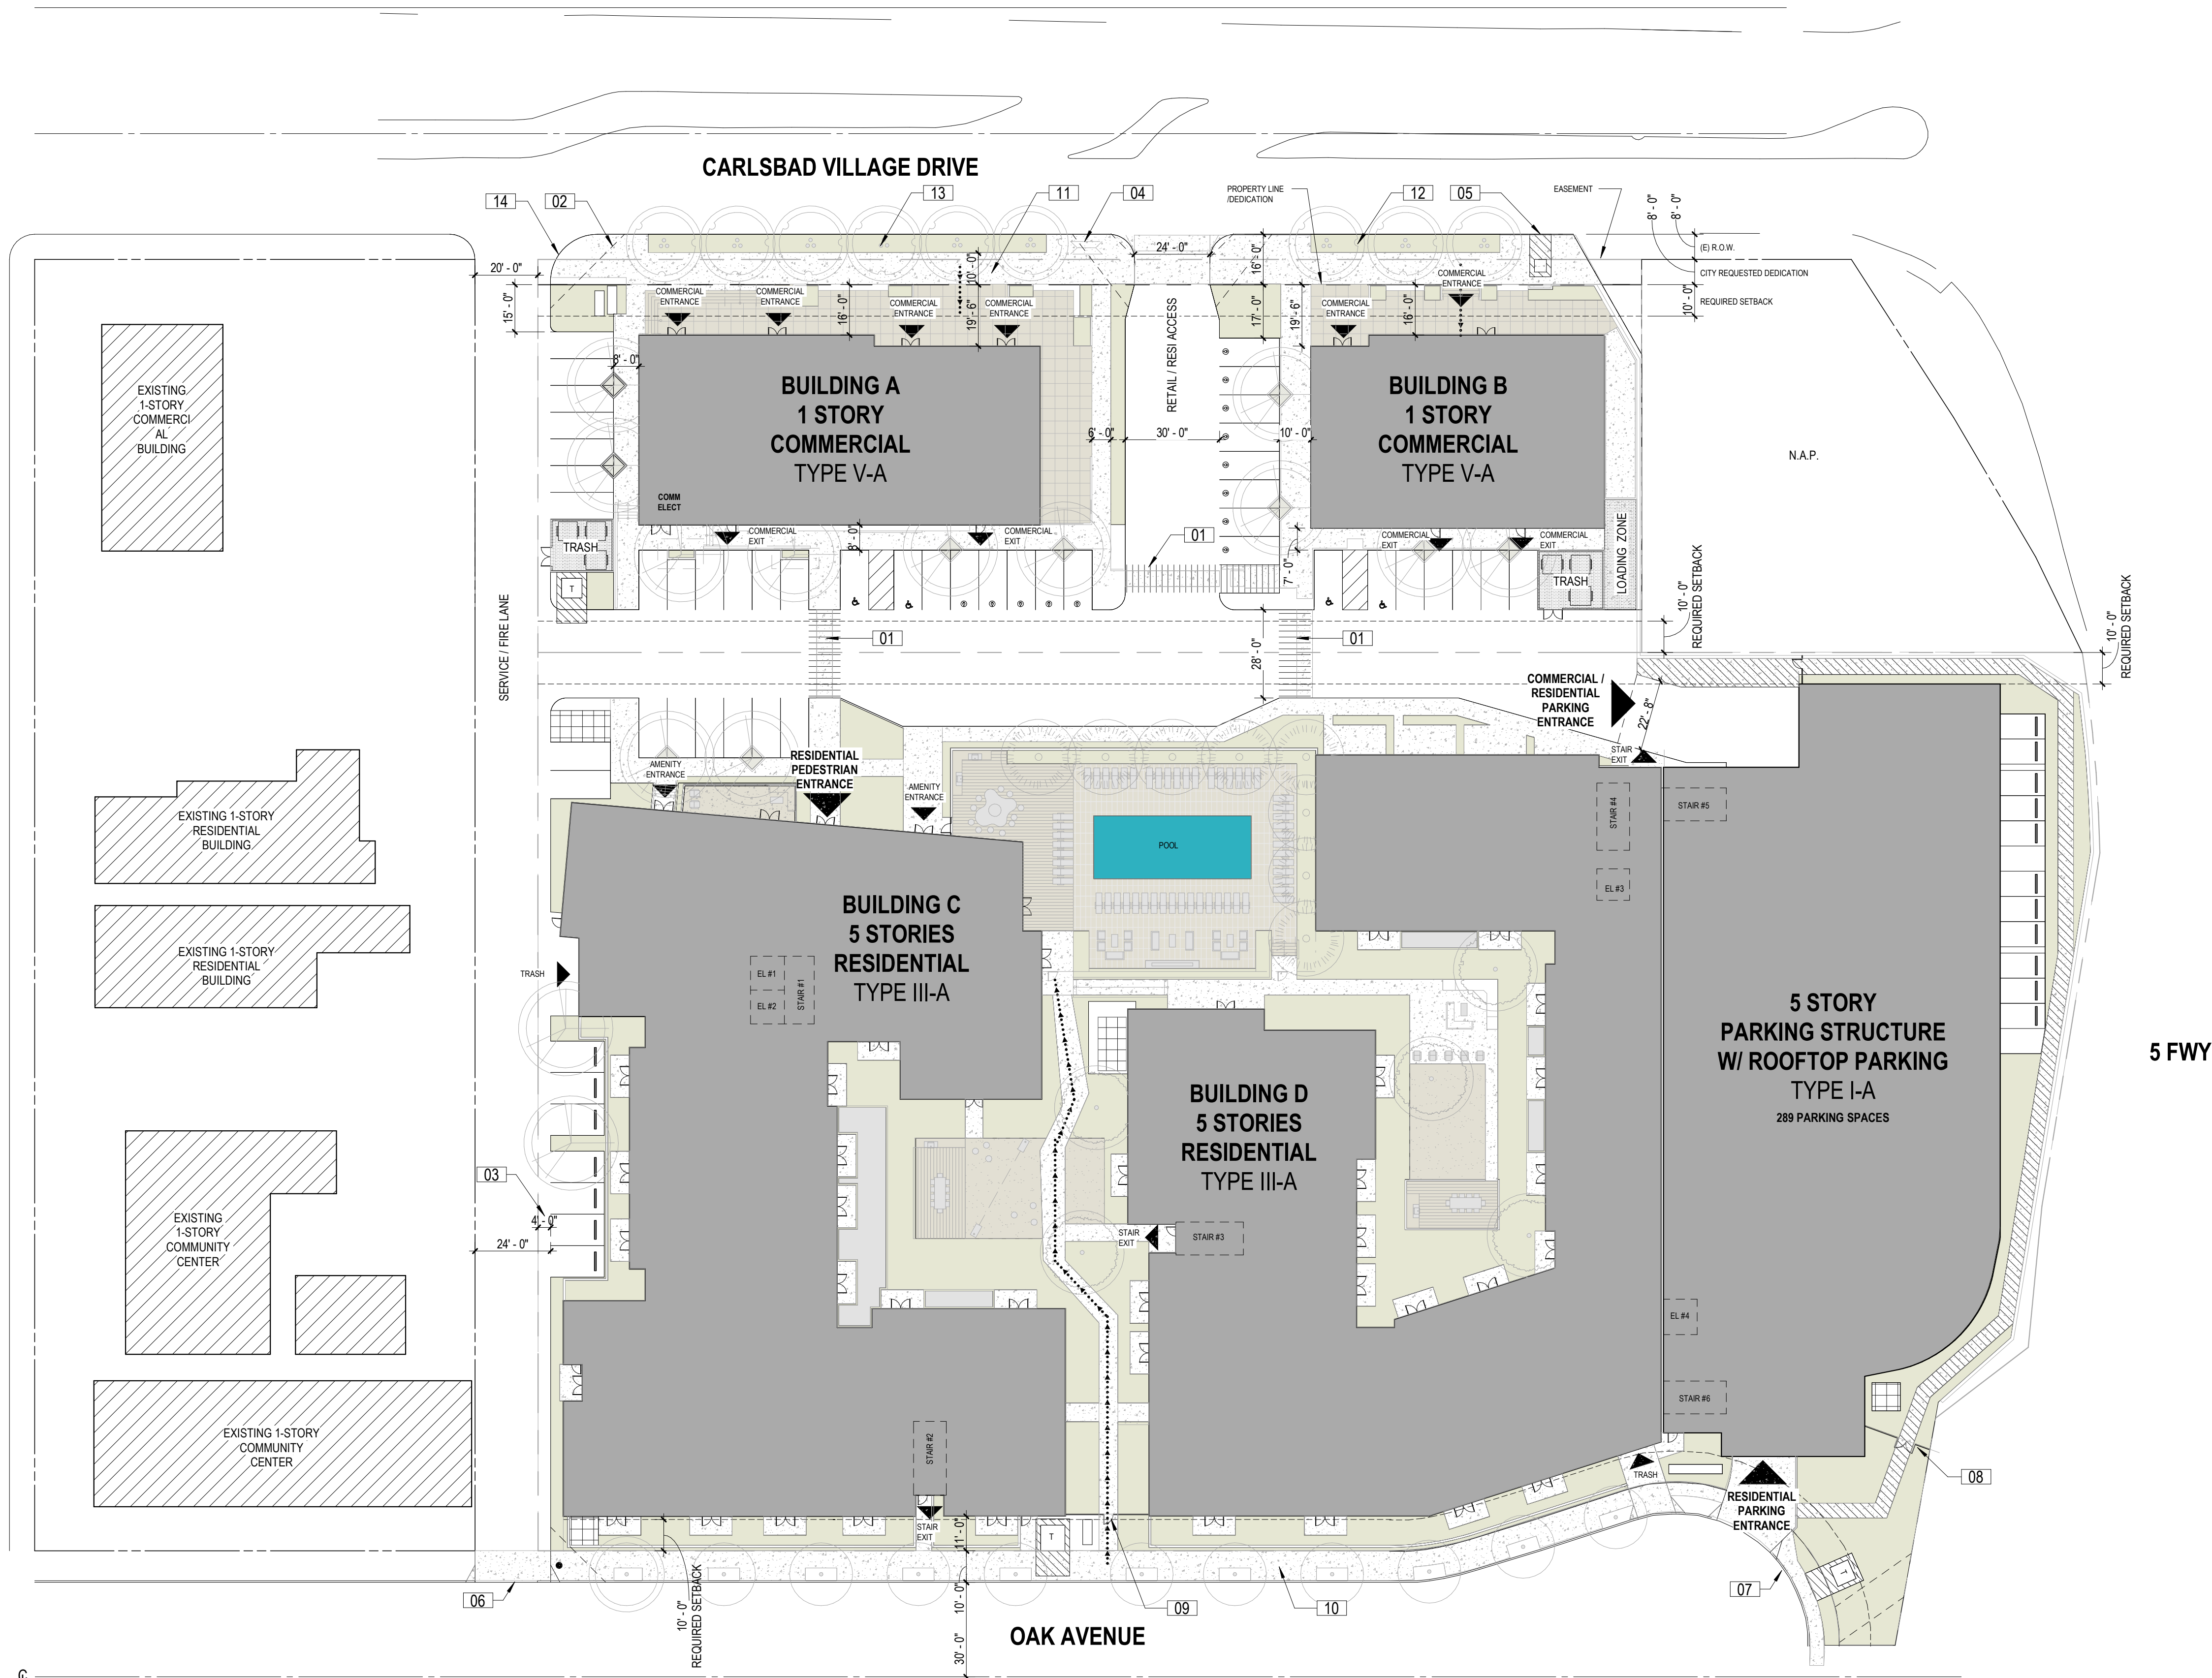 CARLSBAD VILLAGE DRIVE
14
02
13
11
04
PROPERTY LINE
/DEDICATION
12
05
EASEMENT
8' - 0"
8' - 0"
(E) R.O.W.
CITY REQUESTED DEDICATION
10' - 0"
REQUIRED SETBACK
20' - 0"
15' - 0"
24' - 0"
10' - 0"
16' - 0"
COMMERCIAL
ENTRANCE
COMMERCIAL
ENTRANCE
COMMERCIAL
ENTRANCE
COMMERCIAL
ENTRANCE
COMMERCIAL
ENTRANCE
COMMERCIAL
ENTRANCE
16' - 0"
19' - 6"
17' - 0"
19' - 6"
16' - 0"
RETAIL / RESI ACCESS
8' - 0"
EXISTING
1-STORY
COMMERCI
AL
BUILDING
BUILDING A
1 STORY
COMMERCIAL
TYPE V-A
COMM
ELECT
6' - 0"
30' - 0"
10' - 0"
BUILDING B
1 STORY
COMMERCIAL
TYPE V-A
N.A.P.
TRASH
T
COMMERCIAL
EXIT
8' - 0"
COMMERCIAL
EXIT
01
COMMERCIAL
EXIT
COMMERCIAL
EXIT
7' - 0"
TRASH
LOADING ZONE
10' - 0"
REQUIRED SETBACK
10' - 0"
REQUIRED SETBACK
SERVICE / FIRE LANE
01
28' - 0"
01
COMMERCIAL /
RESIDENTIAL
PARKING
ENTRANCE
22' - 8"
STAIR
EXIT
AMENITY
ENTRANCE
RESIDENTIAL
PEDESTRIAN
ENTRANCE
AMENITY
ENTRANCE
POOL
STAIR #4
STAIR #5
EL #3
EXISTING 1-STORY
RESIDENTIAL
BUILDING
EXISTING 1-STORY
RESIDENTIAL
BUILDING
TRASH
BUILDING C
5 STORIES
RESIDENTIAL
TYPE III-A
EL #1
EL #2
STAIR #1
5 STORY
PARKING STRUCTURE
W/ ROOFTOP PARKING
TYPE I-A
289 PARKING SPACES
5 FWY
BUILDING D
5 STORIES
RESIDENTIAL
TYPE III-A
03
4' - 0"
24' - 0"
STAIR
EXIT
STAIR #3
EXISTING
1-STORY
COMMUNITY
CENTER
EL #4
STAIR #6
EXISTING 1-STORY
COMMUNITY
CENTER
STAIR #2
STAIR
EXIT
11' - 0"
T
TRASH
RESIDENTIAL
PARKING
ENTRANCE
08
T
07
06
10' - 0"
REQUIRED SETBACK
10' - 0"
30' - 0"
09
10
OAK AVENUE